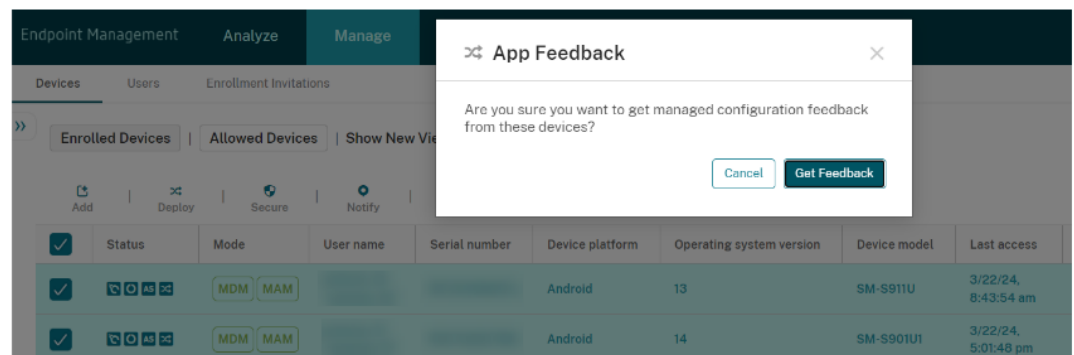 Endpoint Management Analyze Manage
App Feedback
Are you sure you want to get managed configuration feedback
from these devices?
Cancel Get Feedback
Devices Users Enrollment Invitations
Enrolled Devices | Allowed Devices | Show New Vie
Add | Deploy | Secure | Notify |
Status Mode User name Serial number Device platform Operating system version Device model Last access
AS MDM MAM Android 13 SM-S911U 3/22/24,
8:43:54 am
AS MDM MAM Android 14 SM-S901U1 3/22/24,
5:01:48 pm